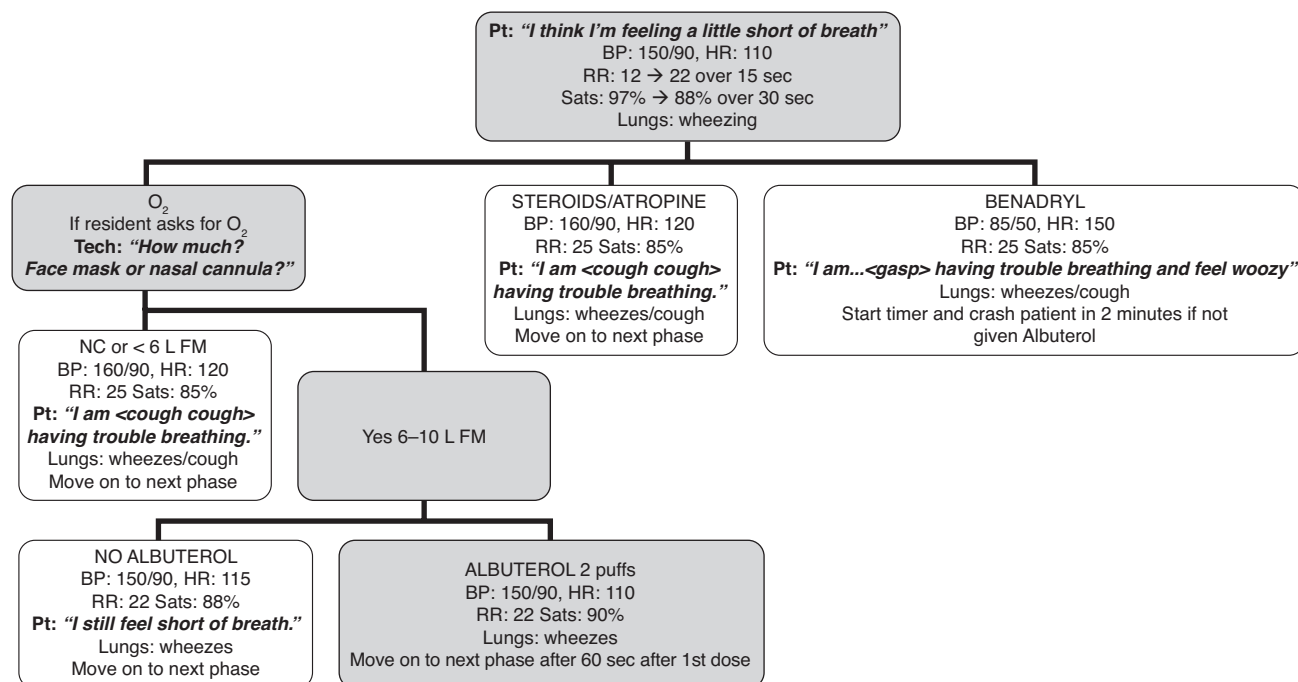 Pt: “I think I’m feeling a little short of breath”
BP: 150/90, HR: 110
RR: 12 → 22 over 15 sec
Sats: 97% → 88% over 30 sec
Lungs: wheezing
O₂
If resident asks for O₂
Tech: “How much?
Face mask or nasal cannula?”
STEROIDS/ATROPINE
BP: 160/90, HR: 120
RR: 25 Sats: 85%
Pt: “I am <cough cough>
having trouble breathing.”
Lungs: wheezes/cough
Move on to next phase
BENADRYL
BP: 85/50, HR: 150
RR: 25 Sats: 85%
Pt: “I am...<gasp> having trouble breathing and feel woozy”
Lungs: wheezes/cough
Start timer and crash patient in 2 minutes if not
given Albuterol
NC or < 6 L FM
BP: 160/90, HR: 120
RR: 25 Sats: 85%
Pt: “I am <cough cough>
having trouble breathing.”
Lungs: wheezes/cough
Move on to next phase
Yes 6–10 L FM
NO ALBUTEROL
BP: 150/90, HR: 115
RR: 22 Sats: 88%
Pt: “I still feel short of breath.”
Lungs: wheezes
Move on to next phase
ALBUTEROL 2 puffs
BP: 150/90, HR: 110
RR: 22 Sats: 90%
Lungs: wheezes
Move on to next phase after 60 sec after 1st dose